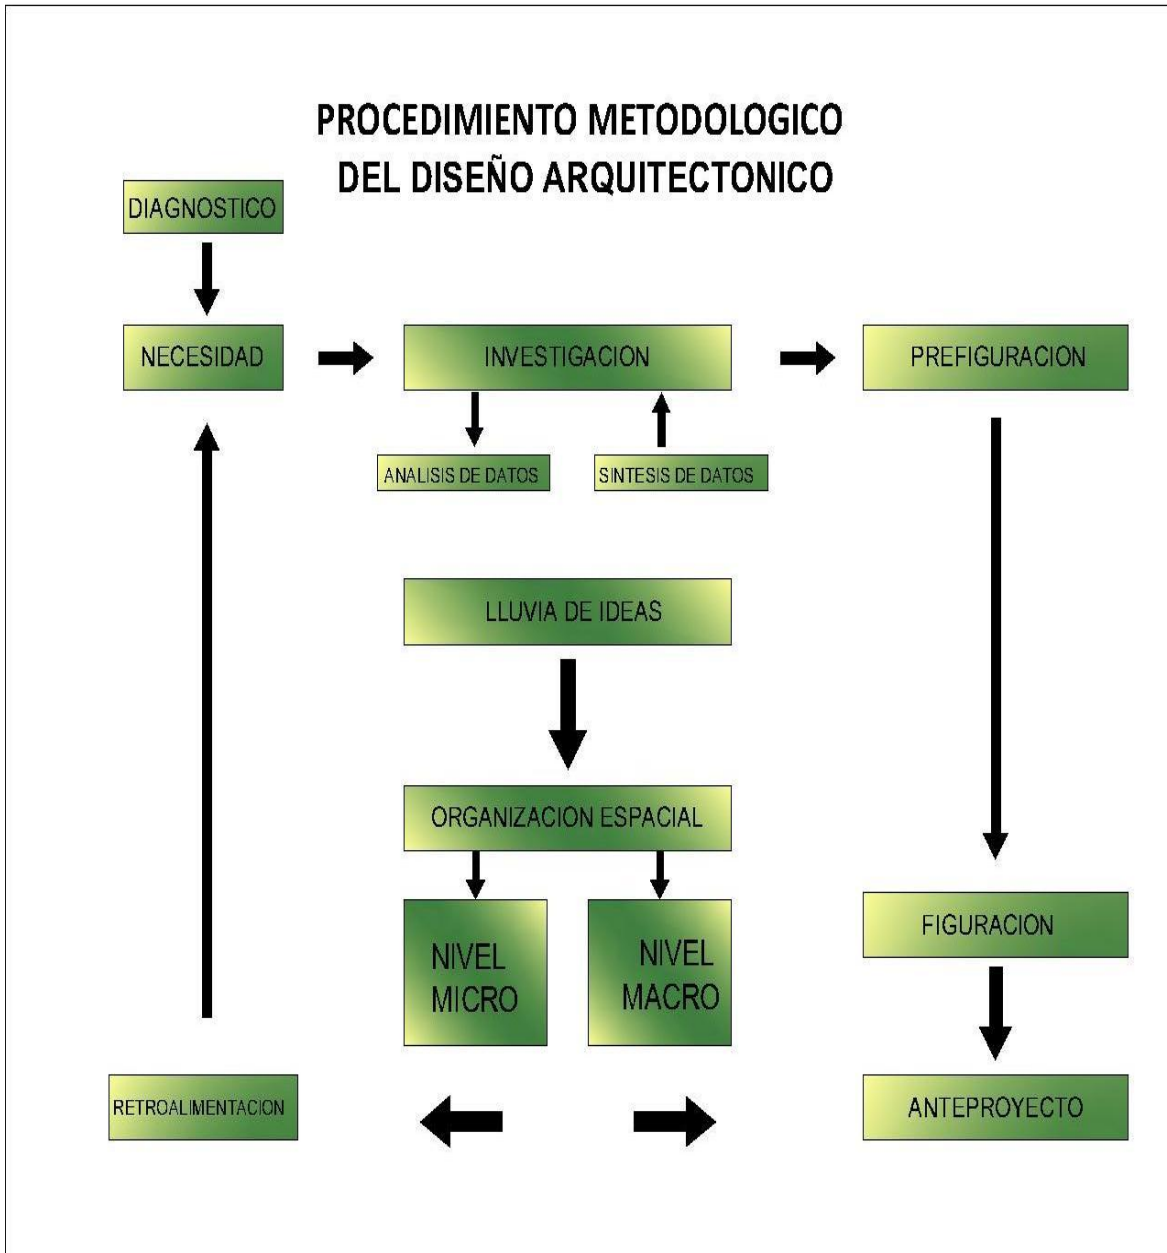 PROCEDIMIENTO METODOLOGICO
DEL DISEÑO ARQUITECTONICO
DIAGNOSTICO
NECESIDAD
INVESTIGACION
PREFIGURACION
ANALISIS DE DATOS
SINTESIS DE DATOS
LLUVIA DE IDEAS
ORGANIZACION ESPACIAL
NIVEL
MICRO
NIVEL
MACRO
FIGURACION
RETROALIMENTACION
ANTEPROYECTO